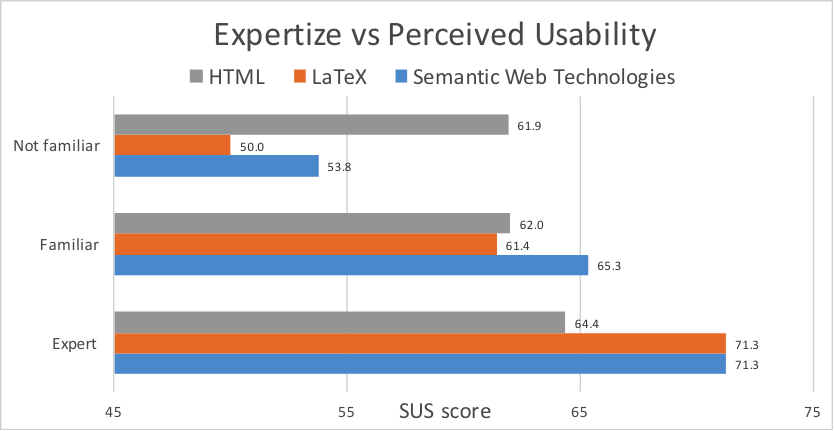 Expertize vs Perceived Usability
HTML LaTeX Semantic Web Technologies
Not familiar 61.9
50.0
53.8
Familiar 62.0
61.4
65.3
Expert 64.4
71.3
71.3
45 55 SUS score 65 75